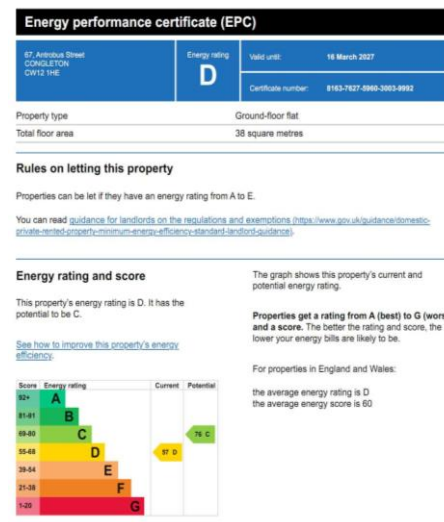 Energy performance certificate (EPC)
67, Antrobus Street
CONGLETON
CW12 1HE
Energy rating
D
Valid until:
16 March 2027
Certificate number:
8163-7627-5960-3003-9992
Property type
Ground-floor flat
Total floor area
38 square metres
Rules on letting this property
Properties can be let if they have an energy rating from A to E.
You can read guidance for landlords on the regulations and exemptions (https://www.gov.uk/guidance/domestic-
private-rented-property-minimum-energy-efficiency-standard-landlord-guidance).
Energy rating and score
This property's energy rating is D. It has the
potential to be C.
See how to improve this property's energy
efficiency.
Score Energy rating Current Potential
92+ A
81-91 B
69-80 C 76 C
55-68 D 57 D
39-54 E
21-38 F
1-20 G
The graph shows this property's current and
potential energy rating.
Properties get a rating from A (best) to G (wors
and a score. The better the rating and score, the
lower your energy bills are likely to be.
For properties in England and Wales:
the average energy rating is D
the average energy score is 60